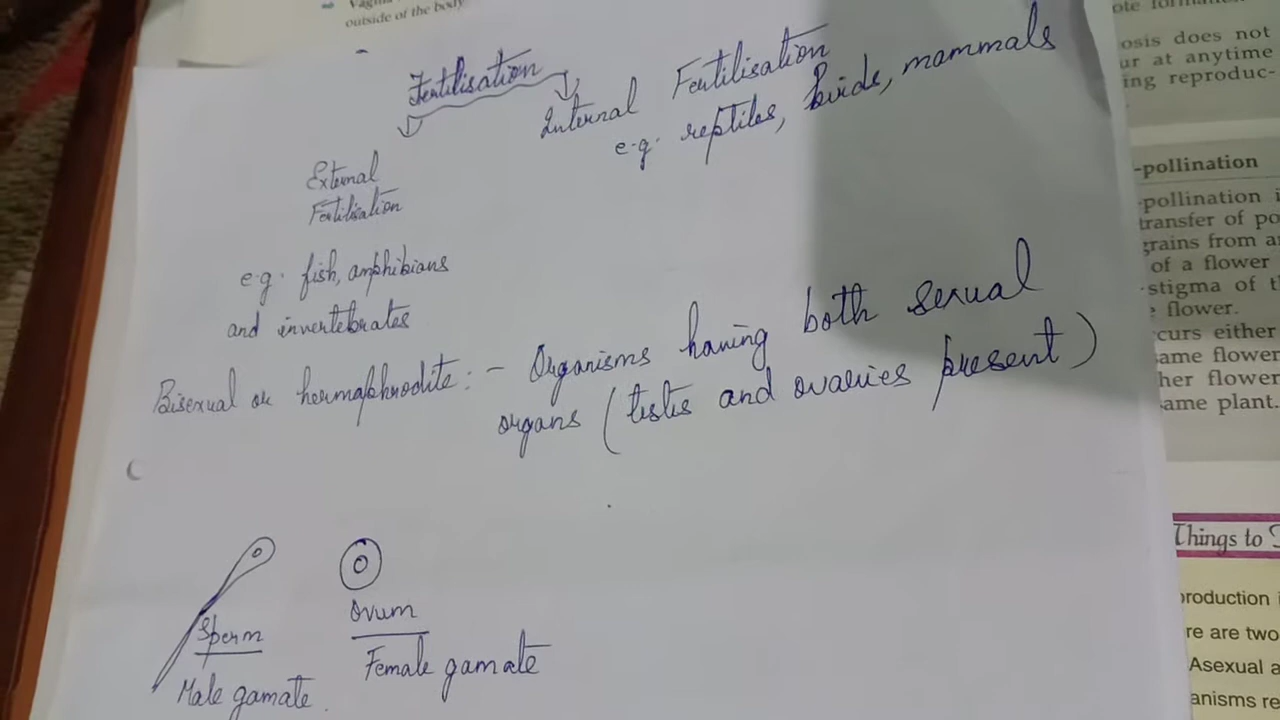 outside of the body
Fertilisation
Internal Fertilisation
e.g. reptiles, birds, mammals
External
Fertilisation
e.g. fish, amphibians
and invertebrates
Bisexual or hermaphrodite :- Organisms having both sexual
organs (testis and ovaries present)
Sperm
Male gamate.
Ovum
Female gamate
osis does not
ur at anytime
ing reproduc-
-pollination
-pollination i
transfer of po
grains from a
of a flower
stigma of t
flower.
curs either
ame flower
her flower
ame plant.
Things to
production i
re are two
Asexual a
anisms re